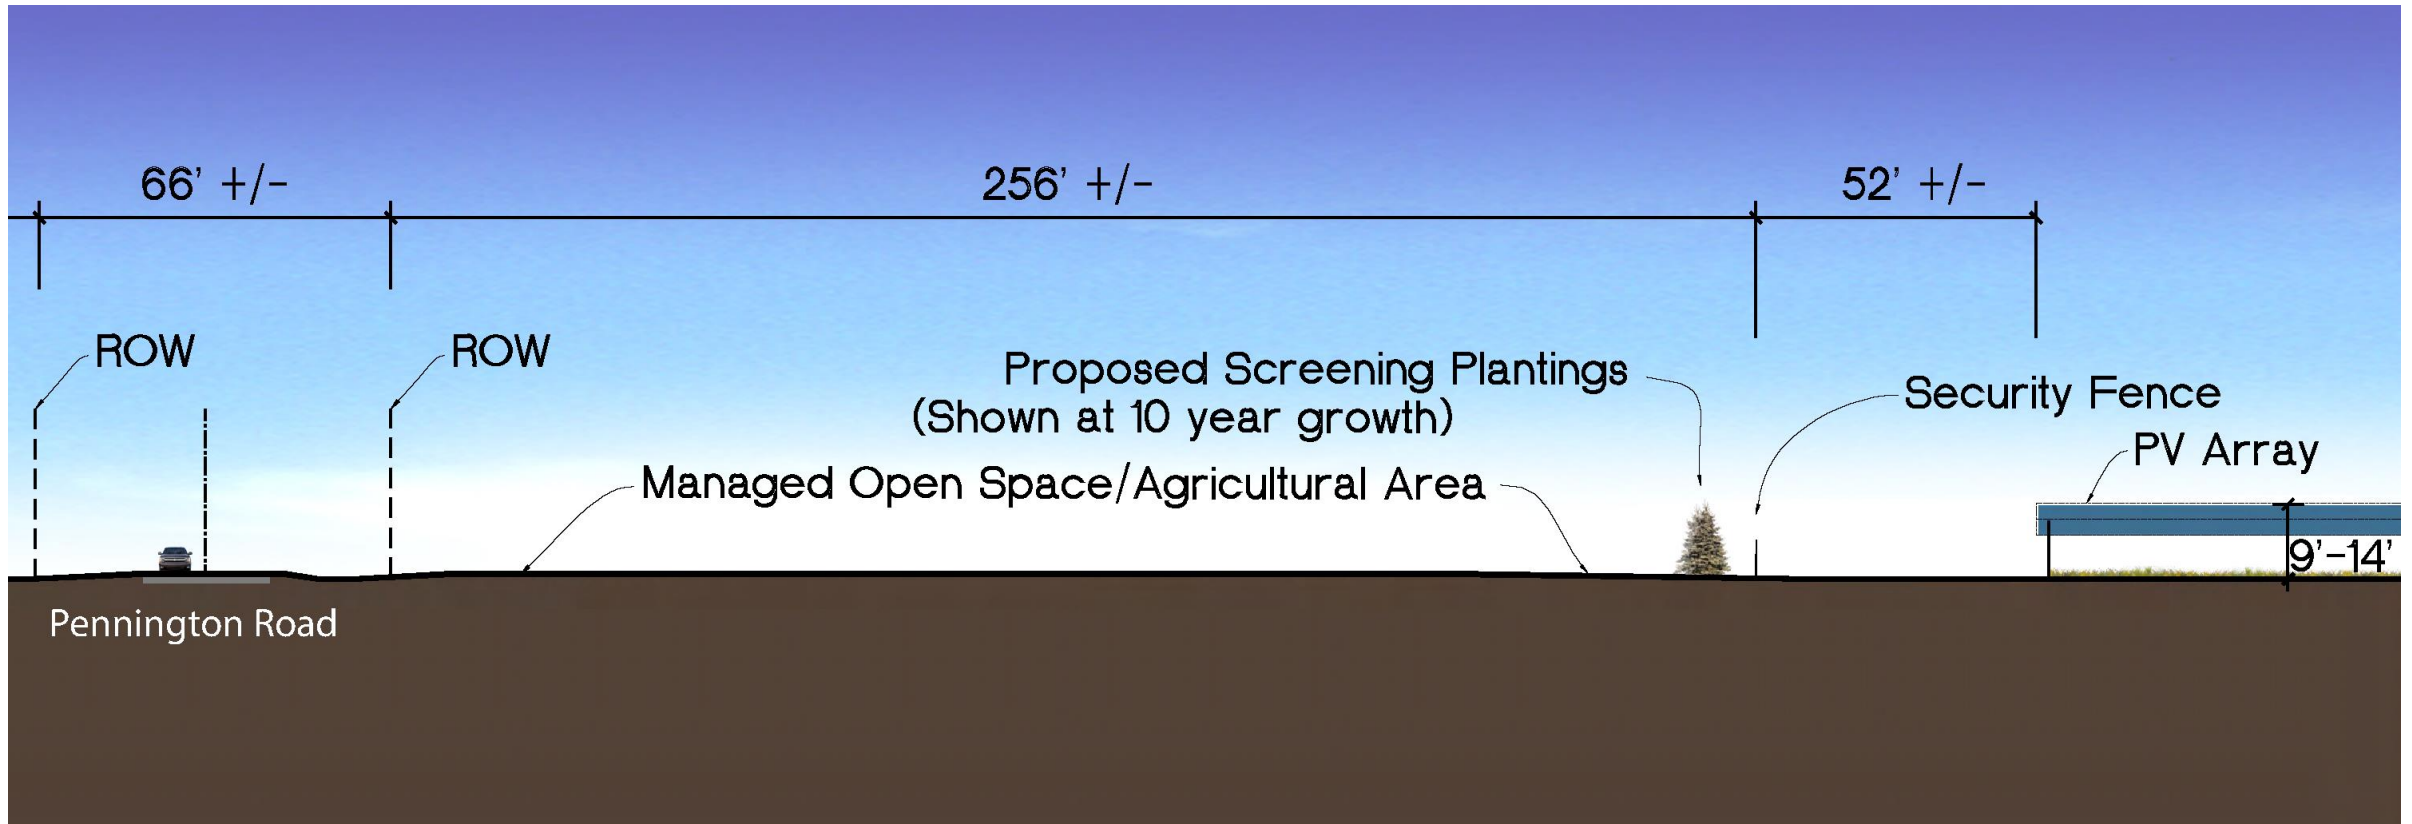 66' +/-
256' +/-
52' +/-
ROW
ROW
Proposed Screening Plantings
(Shown at 10 year growth)
Security Fence
PV Array
Managed Open Space/Agricultural Area
9'-14'
Pennington Road